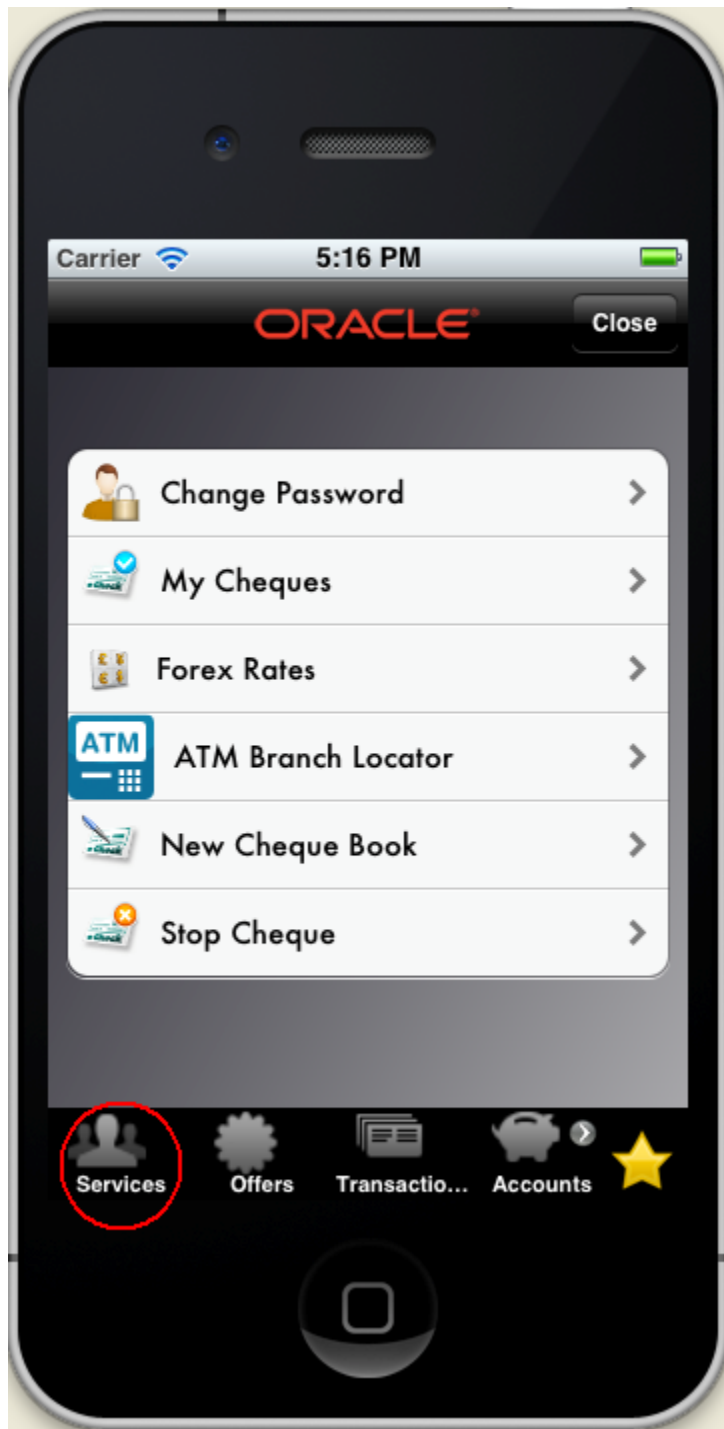 Carrier 5:16 PM
ORACLE® Close
Change Password
My Cheques
Forex Rates
ATM ATM Branch Locator
New Cheque Book
Stop Cheque
Services Offers Transactio... Accounts